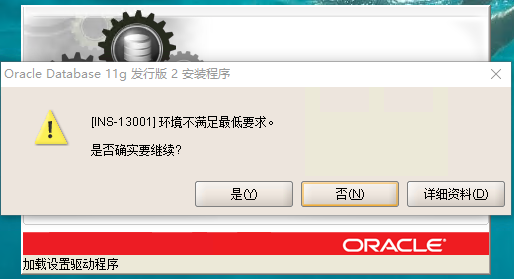 Oracle Database 11g 发行版 2 安装程序
[INS-13001] 环境不满足最低要求。
是否确实要继续?
是(Y)
否(N)
详细资料(D)
ORACLE
加载设置驱动程序